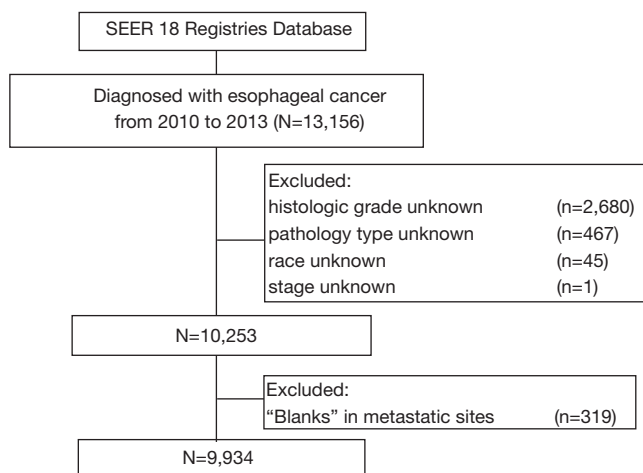 SEER 18 Registries Database
Diagnosed with esophageal cancer
from 2010 to 2013 (N=13,156)
Excluded:
histologic grade unknown (n=2,680)
pathology type unknown (n=467)
race unknown (n=45)
stage unknown (n=1)
N=10,253
Excluded:
“Blanks” in metastatic sites (n=319)
N=9,934